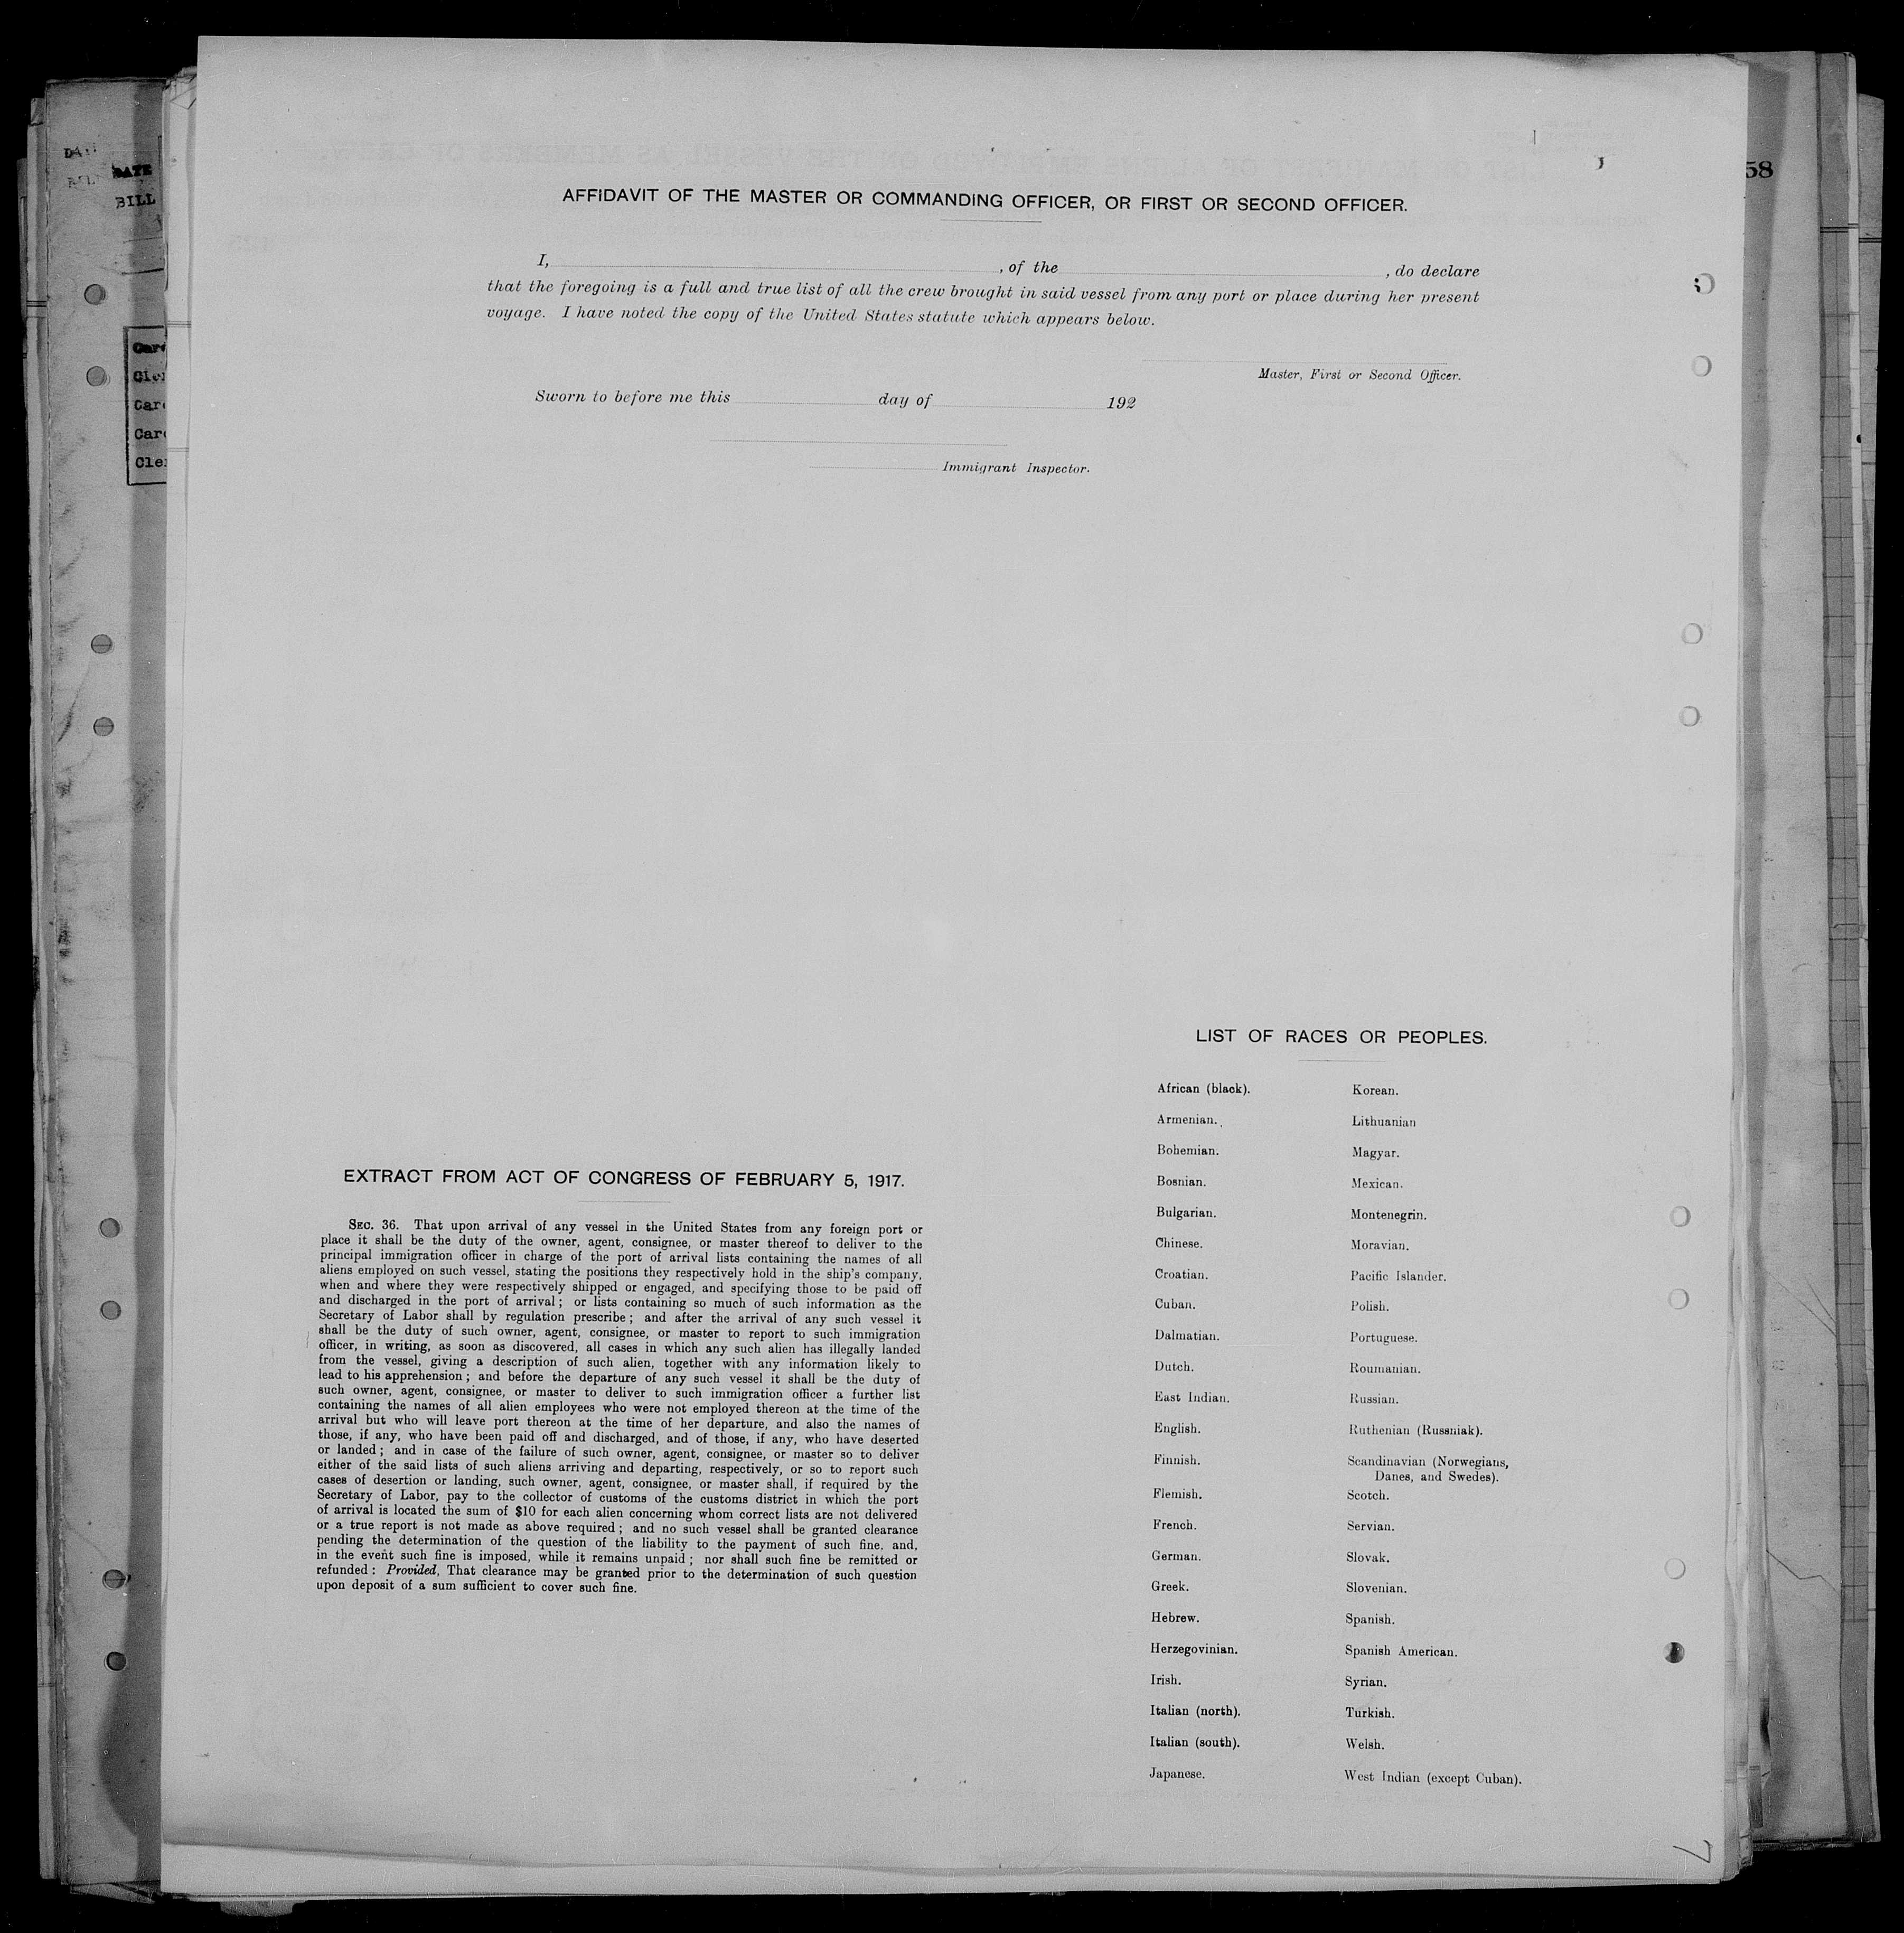 DATE
BILL
58
AFFIDAVIT OF THE MASTER OR COMMANDING OFFICER, OR FIRST OR SECOND OFFICER.
I, , of the , do declare
that the foregoing is a full and true list of all the crew brought in said vessel from any port or place during her present
voyage. I have noted the copy of the United States statute which appears below.
Master, First or Second Officer.
Sworn to before me this day of 192
Immigrant Inspector.
EXTRACT FROM ACT OF CONGRESS OF FEBRUARY 5, 1917.
SEC. 36. That upon arrival of any vessel in the United States from any foreign port or
place it shall be the duty of the owner, agent, consignee, or master thereof to deliver to the
principal immigration officer in charge of the port of arrival lists containing the names of all
aliens employed on such vessel, stating the positions they respectively hold in the ship's company,
when and where they were respectively shipped or engaged, and specifying those to be paid off
and discharged in the port of arrival; or lists containing so much of such information as the
Secretary of Labor shall by regulation prescribe; and after the arrival of any such vessel it
shall be the duty of such owner, agent, consignee, or master to report to such immigration
officer, in writing, as soon as discovered, all cases in which any such alien has illegally landed
from the vessel, giving a description of such alien, together with any information likely to
lead to his apprehension; and before the departure of any such vessel it shall be the duty of
such owner, agent, consignee, or master to deliver to such immigration officer a further list
containing the names of all alien employees who were not employed thereon at the time of the
arrival but who will leave port thereon at the time of her departure, and also the names of
those, if any, who have been paid off and discharged, and of those, if any, who have deserted
or landed; and in case of the failure of such owner, agent, consignee, or master so to deliver
either of the said lists of such aliens arriving and departing, respectively, or so to report such
cases of desertion or landing, such owner, agent, consignee, or master shall, if required by the
Secretary of Labor, pay to the collector of customs of the customs district in which the port
of arrival is located the sum of $10 for each alien concerning whom correct lists are not delivered
or a true report is not made as above required; and no such vessel shall be granted clearance
pending the determination of the question of the liability to the payment of such fine, and,
in the event such fine is imposed, while it remains unpaid; nor shall such fine be remitted or
refunded: Provided, That clearance may be granted prior to the determination of such question
upon deposit of a sum sufficient to cover such fine.
LIST OF RACES OR PEOPLES.
African (black).
Armenian.
Bohemian.
Bosnian.
Bulgarian.
Chinese.
Croatian.
Cuban.
Dalmatian.
Dutch.
East Indian.
English.
Finnish.
Flemish.
French.
German.
Greek.
Hebrew.
Herzegovinian.
Irish.
Italian (north).
Italian (south).
Japanese.
Korean.
Lithuanian
Magyar.
Mexican.
Montenegrin.
Moravian.
Pacific Islander.
Polish.
Portuguese.
Roumanian.
Russian.
Ruthenian (Russniak).
Scandinavian (Norwegians,
Danes, and Swedes).
Scotch.
Servian.
Slovak.
Slovenian.
Spanish.
Spanish American.
Syrian.
Turkish.
Welsh.
West Indian (except Cuban).
7